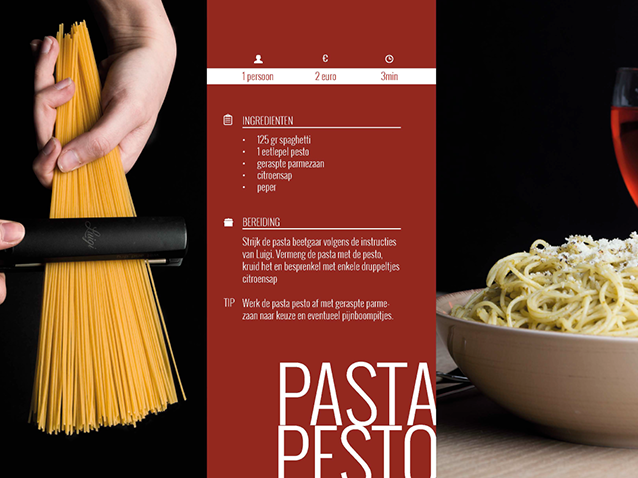 €
1 persoon 2 euro 3min
INGREDIENTEN
• 125 gr spaghetti
• 1 eetlepel pesto
• geraspte parmezaan
• citroensap
• peper
BEREIDING
Strijk de pasta beetgaar volgens de instructies
van Luigi. Vermeng de pasta met de pesto,
kruid het en besprenkel met enkele druppeltjes
citroensap
TIP Werk de pasta pesto af met geraspte parme-
zaan naar keuze en eventueel pijnboompitjes.
PASTA
PESTO